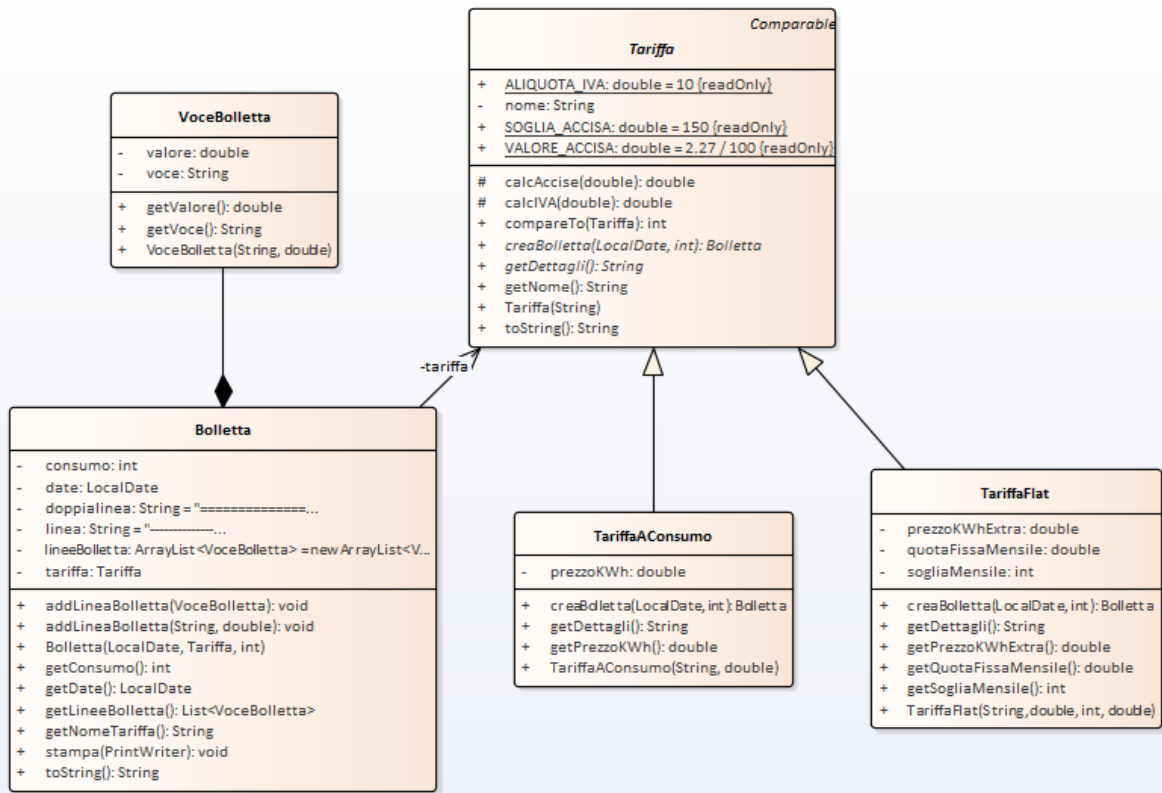 VoceBolletta
- valore: double
- voce: String
+ getValore(): double
+ getVoce(): String
+ VoceBolletta(String, double)
Comparable
Tariffa
+ ALIQUOTA_IVA: double = 10 {readOnly}
- nome: String
+ SOGLIA_ACCISA: double = 150 {readOnly}
+ VALORE_ACCISA: double = 2.27 / 100 {readOnly}
# calcAccise(double): double
# calcIVA(double): double
+ compareTo(Tariffa): int
+ creaBolletta(LocalDate, int): Bolletta
+ getDettagli(): String
+ getNome(): String
+ Tariffa(String)
+ toString(): String
-tariffa
Bolletta
- consumo: int
- date: LocalDate
- doppialinea: String = "==============...
- linea: String = "--------------...
- lineeBolletta: ArrayList<VoceBolletta> = new ArrayList<V...
- tariffa: Tariffa
+ addLineaBolletta(VoceBolletta): void
+ addLineaBolletta(String, double): void
+ Bolletta(LocalDate, Tariffa, int)
+ getConsumo(): int
+ getDate(): LocalDate
+ getLineeBolletta(): List<VoceBolletta>
+ getNomeTariffa(): String
+ stampa(PrintWriter): void
+ toString(): String
TariffaAConsumo
- prezzoKWh: double
+ creaBolletta(LocalDate, int): Bolletta
+ getDettagli(): String
+ getPrezzoKWh(): double
+ TariffaAConsumo(String, double)
TariffaFlat
- prezzoKWhExtra: double
- quotaFissaMensile: double
- sogliaMensile: int
+ creaBolletta(LocalDate, int): Bolletta
+ getDettagli(): String
+ getPrezzoKWhExtra(): double
+ getQuotaFissaMensile(): double
+ getSogliaMensile(): int
+ TariffaFlat(String, double, int, double)